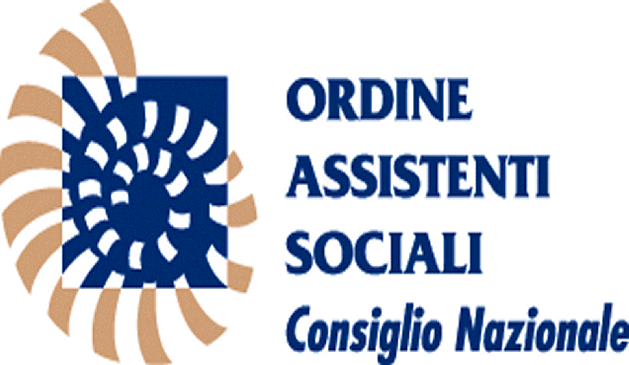 ORDINE
ASSISTENTI
SOCIALI
Consiglio Nazionale